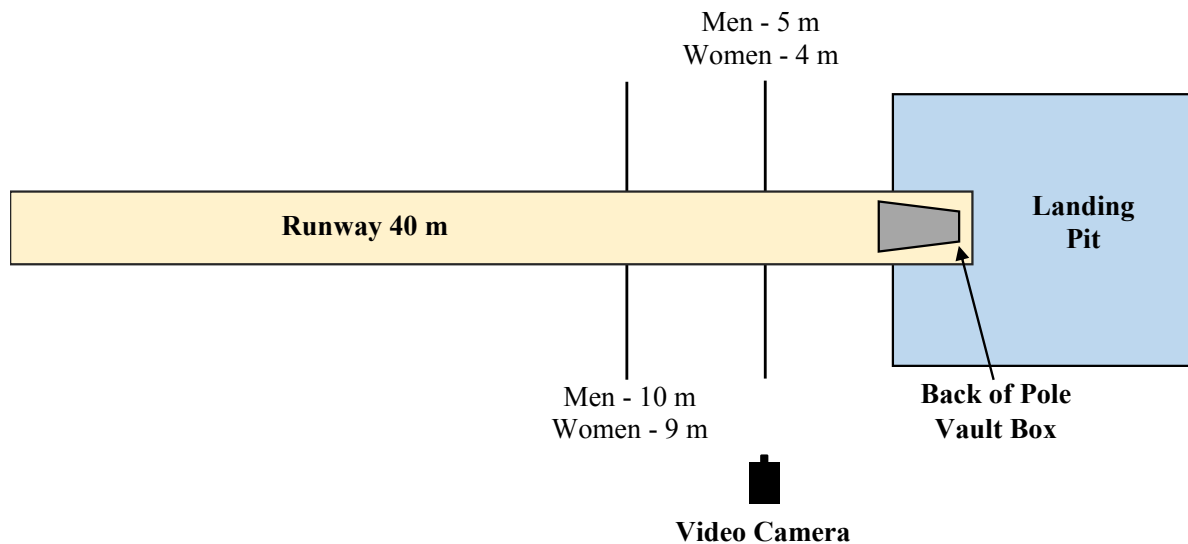 Men - 5 m
Women - 4 m
Runway 40 m
Landing
Pit
Men - 10 m
Women - 9 m
Back of Pole
Vault Box
Video Camera